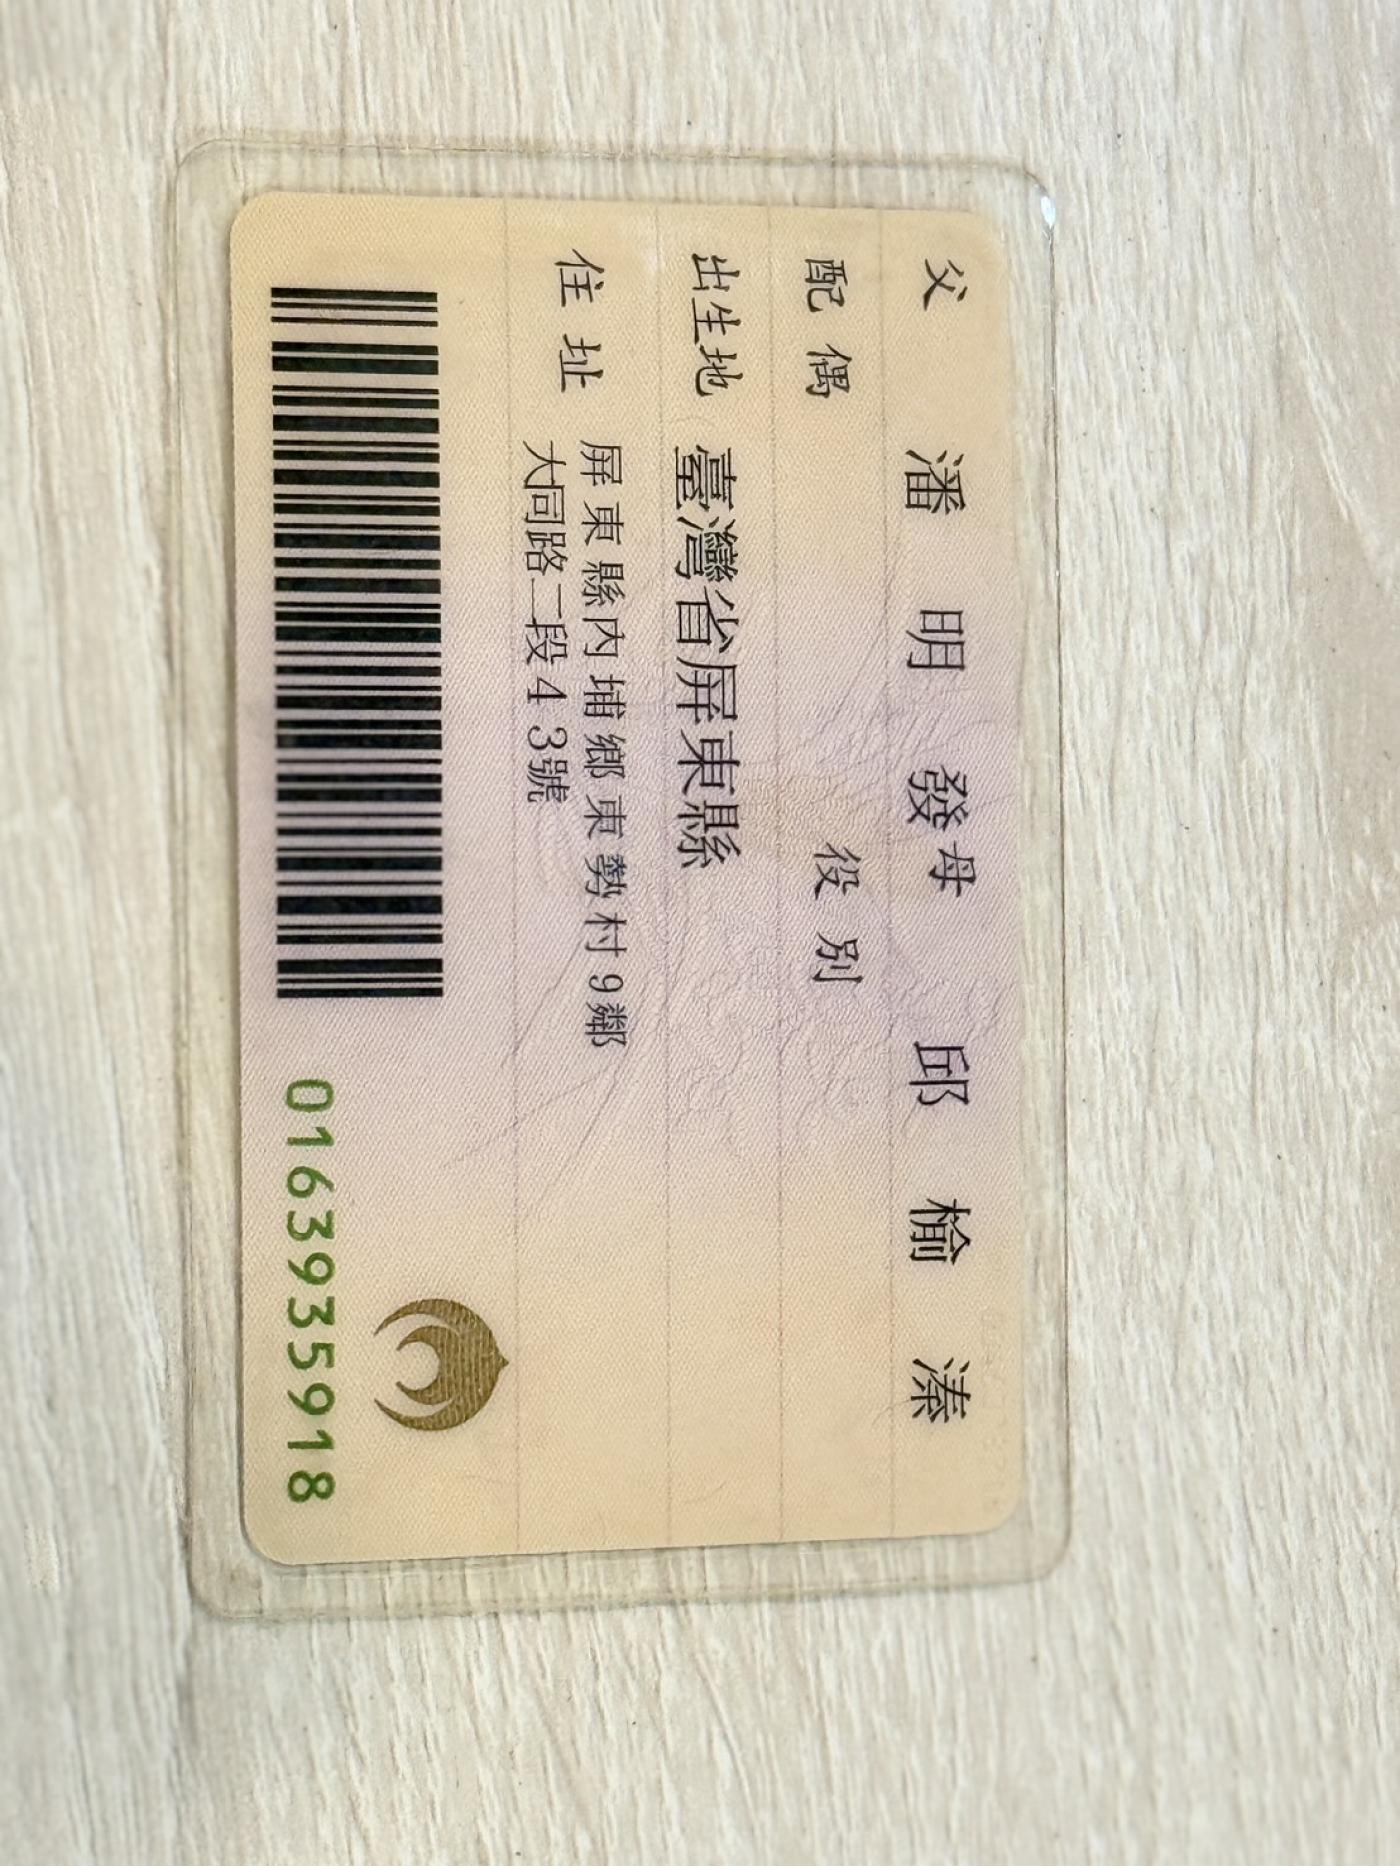 父 潘明發 母 邱榆溱
配偶 役別
出生地 臺灣省屏東縣
住址 屏東縣內埔鄉東勢村9鄰
大同路二段43號
0163935918